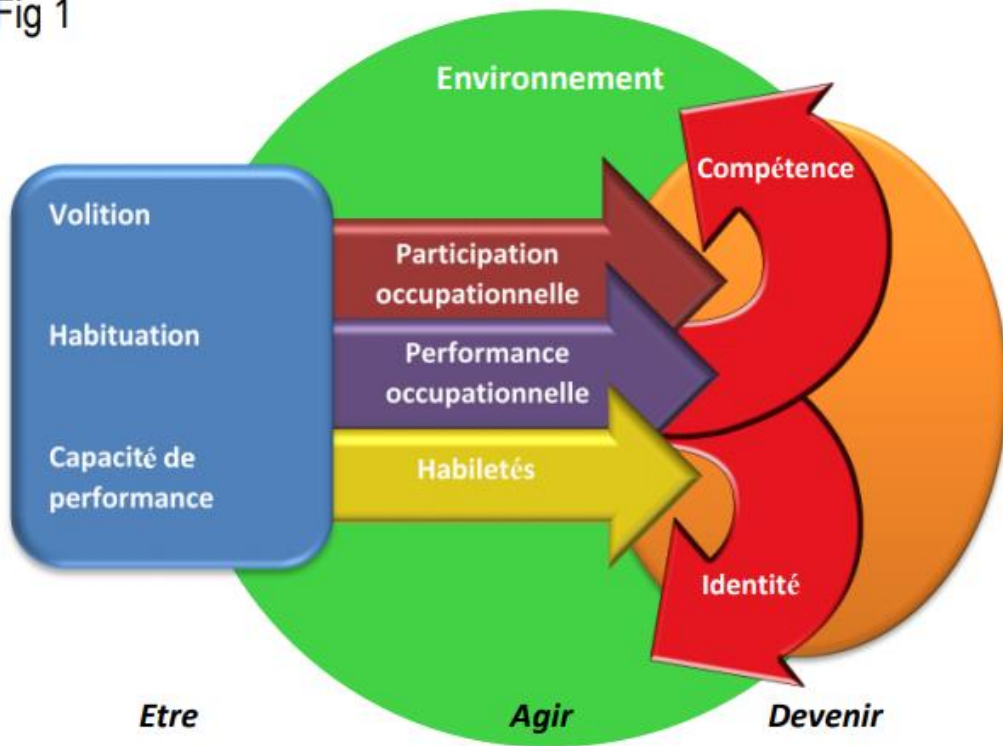 Fig 1
Environnement
Compétence
Volition
Participation
occupationnelle
Habituation
Performance
occupationnelle
Capacité de
performance
Habiletés
Identité
Etre
Agir
Devenir